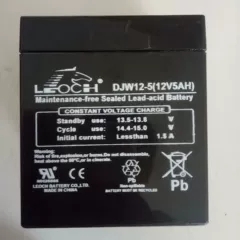 LEOCH
DJW12-5(12V5AH)
Maintenance-free Sealed Lead-acid Battery
CONSTANT VOLTAGE CHARGE
Standby use: 13.5-13.8 V
Cycle use: 14.4-15.0 V
Initial current: Lessthan 1.5 A
Pb
Pb
LEOCH BATTERY CO.,LTD.
MADE IN CHINA